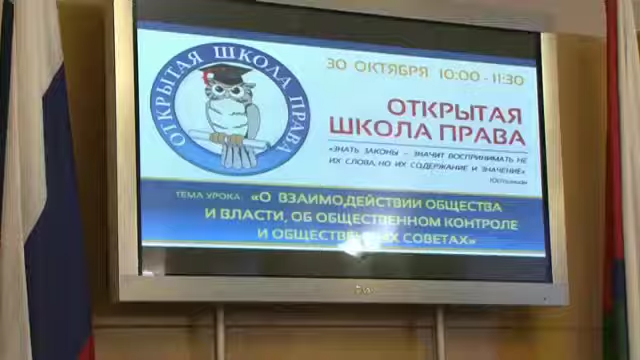 ОТКРЫТАЯ ШКОЛА ПРАВА
30 ОКТЯБРЯ 10:00 - 11:30
ОТКРЫТАЯ
ШКОЛА ПРАВА
«ЗНАТЬ ЗАКОНЫ – ЗНАЧИТ ВОСПРИНИМАТЬ НЕ
ИХ СЛОВА, НО ИХ СОДЕРЖАНИЕ И ЗНАЧЕНИЕ»
Юстиниан
ТЕМА УРОКА: «О ВЗАИМОДЕЙСТВИИ ОБЩЕСТВА
И ВЛАСТИ, ОБ ОБЩЕСТВЕННОМ КОНТРОЛЕ
И ОБЩЕСТВЕННЫХ СОВЕТАХ»